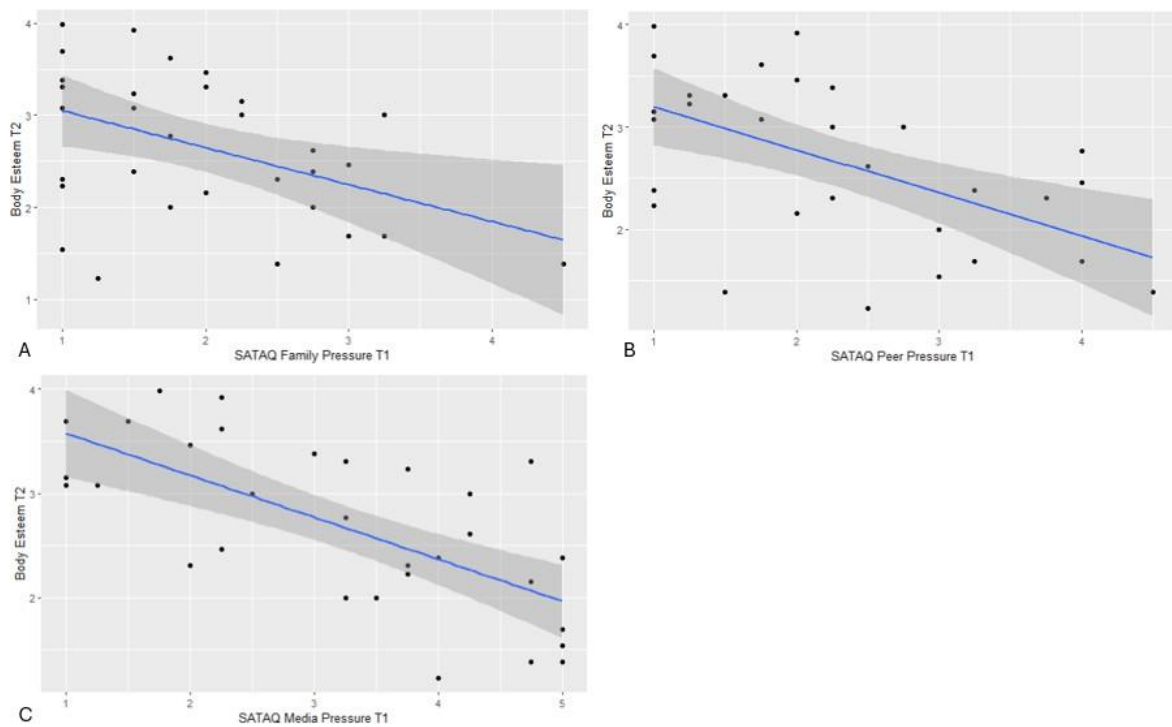 4
3
2
1
Body Esteem T2
1
2
3
4
SATAQ Family Pressure T1
A
4
3
2
Body Esteem T2
1
2
3
4
SATAQ Peer Pressure T1
B
4
3
2
Body Esteem T2
1
2
3
4
5
SATAQ Media Pressure T1
C